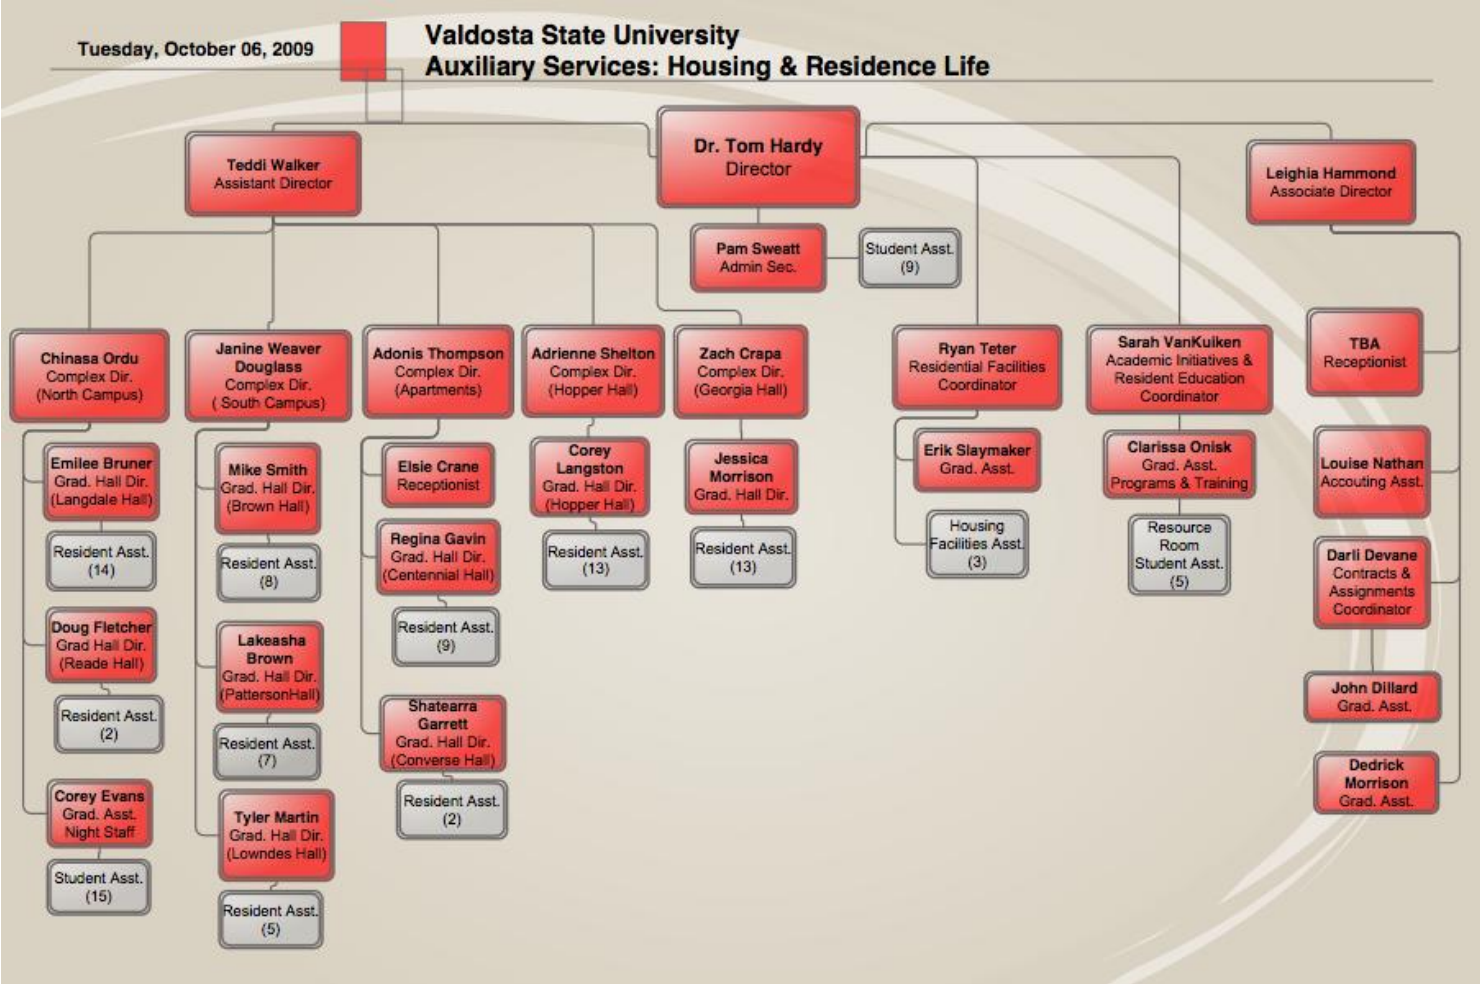 Tuesday, October 06, 2009
Valdosta State University
Auxiliary Services: Housing & Residence Life
Dr. Tom Hardy
Director
Teddi Walker
Assistant Director
Leighia Hammond
Associate Director
Pam Sweatt
Admin Sec.
Student Asst.
(9)
Chinasa Ordu
Complex Dir.
(North Campus)
Emilee Bruner
Grad. Hall Dir.
(Langdale Hall)
Resident Asst.
(14)
Doug Fletcher
Grad Hall Dir.
(Reade Hall)
Resident Asst.
(2)
Corey Evans
Grad. Asst.
Night Staff
Student Asst.
(15)
Janine Weaver
Douglass
Complex Dir.
( South Campus)
Mike Smith
Grad. Hall Dir.
(Brown Hall)
Resident Asst.
(8)
Lakeasha
Brown
Grad. Hall Dir.
(PattersonHall)
Resident Asst.
(7)
Tyler Martin
Grad. Hall Dir.
(Lowndes Hall)
Resident Asst.
(5)
Adonis Thompson
Complex Dir.
(Apartments)
Elsie Crane
Receptionist
Regina Gavin
Grad. Hall Dir.
(Centennial Hall)
Resident Asst.
(9)
Shatearra
Garrett
Grad. Hall Dir.
(Converse Hall)
Resident Asst.
(2)
Adrienne Shelton
Complex Dir.
(Hopper Hall)
Corey
Langston
Grad. Hall Dir.
(Hopper Hall)
Resident Asst.
(13)
Zach Crapa
Complex Dir.
(Georgia Hall)
Jessica
Morrison
Grad. Hall Dir.
Resident Asst.
(13)
Ryan Teter
Residential Facilities
Coordinator
Erik Slaymaker
Grad. Asst.
Housing
Facilities Asst.
(3)
Sarah VanKuiken
Academic Initiatives &
Resident Education
Coordinator
Clarissa Onisk
Grad. Asst.
Programs & Training
Resource
Room
Student Asst.
(5)
TBA
Receptionist
Louise Nathan
Accouting Asst.
Darli Devane
Contracts &
Assignments
Coordinator
John Dillard
Grad. Asst.
Dedrick
Morrison
Grad. Asst.